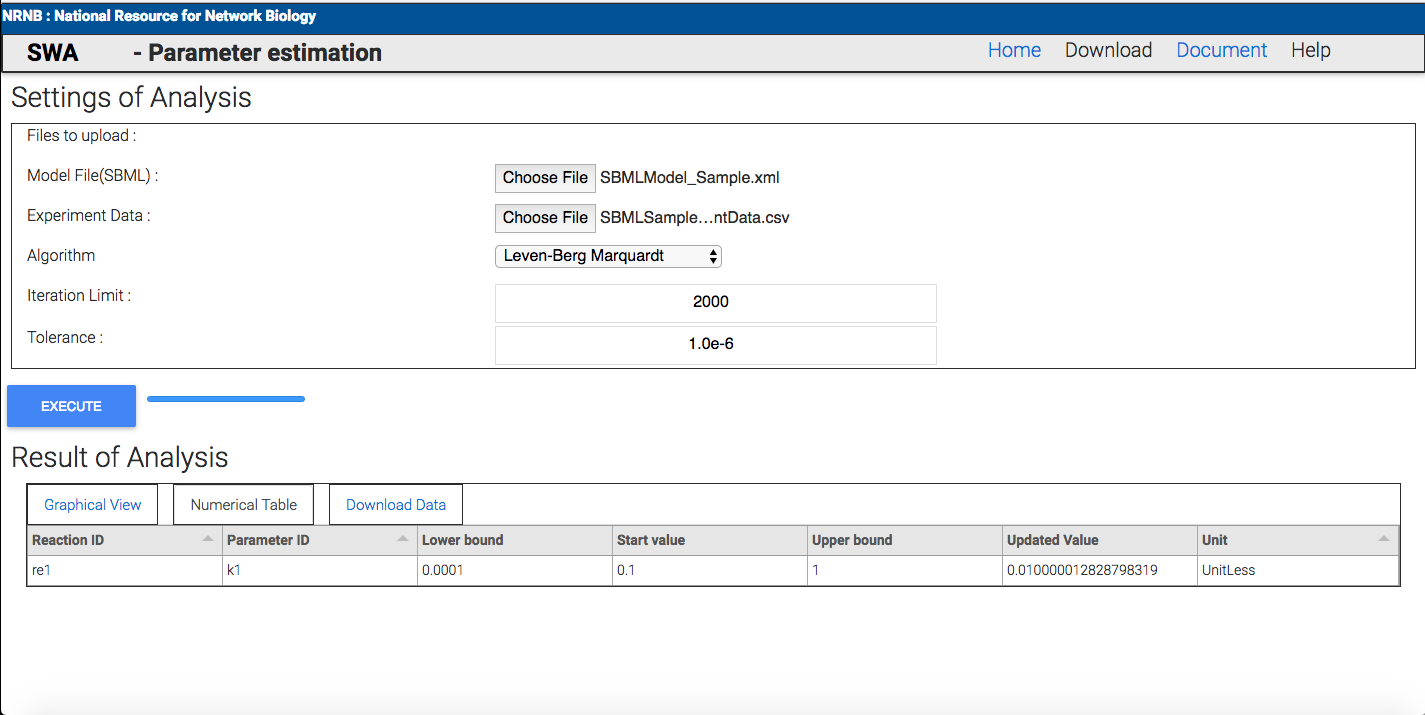 NRNB : National Resource for Network Biology
SWA - Parameter estimation Home Download Document Help
Settings of Analysis
Files to upload :
Model File(SBML) : Choose File SBMLModel_Sample.xml
Experiment Data : Choose File SBMLSample...ntData.csv
Algorithm Leven-Berg Marquardt
Iteration Limit : 2000
Tolerance : 1.0e-6
EXECUTE
Result of Analysis
Graphical View Numerical Table Download Data
Reaction ID Parameter ID Lower bound Start value Upper bound Updated Value Unit
re1 k1 0.0001 0.1 1 0.010000012828798319 UnitLess